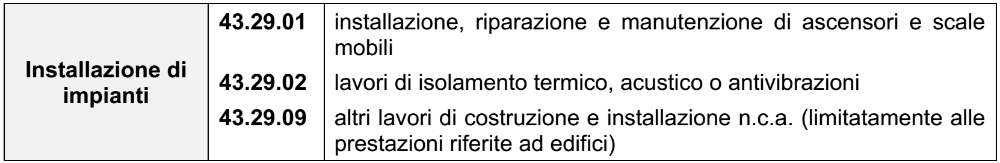 Installazione di
impianti
43.29.01 installazione, riparazione e manutenzione di ascensori e scale
mobili
43.29.02 lavori di isolamento termico, acustico o antivibrazioni
43.29.09 altri lavori di costruzione e installazione n.c.a. (limitatamente alle
prestazioni riferite ad edifici)